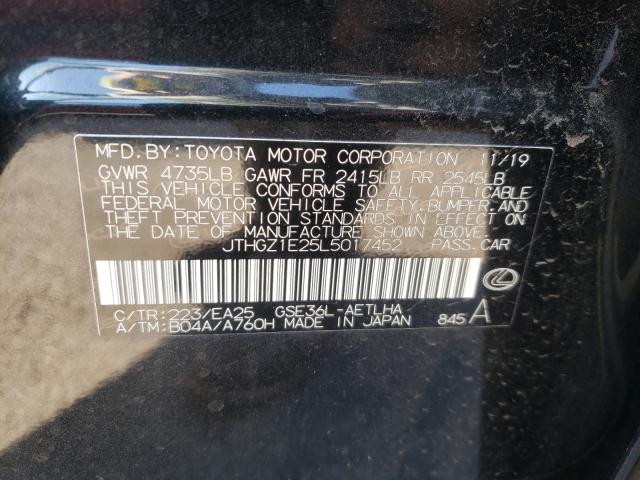 MFD. BY: TOYOTA MOTOR CORPORATION 11/19
GVWR 4735LB GAWR FR 2415LB RR 2545LB
THIS VEHICLE CONFORMS TO ALL APPLICABLE
FEDERAL MOTOR VEHICLE SAFETY, BUMPER, AND
THEFT PREVENTION STANDARDS IN EFFECT ON
THE DATE OF MANUFACTURE SHOWN ABOVE.
JTHGZ1E25L5017452 PASS.CAR
C/TR: 223/EA25 GSE36L-AETLHA
A/TM: B04A/A760H MADE IN JAPAN 845 A